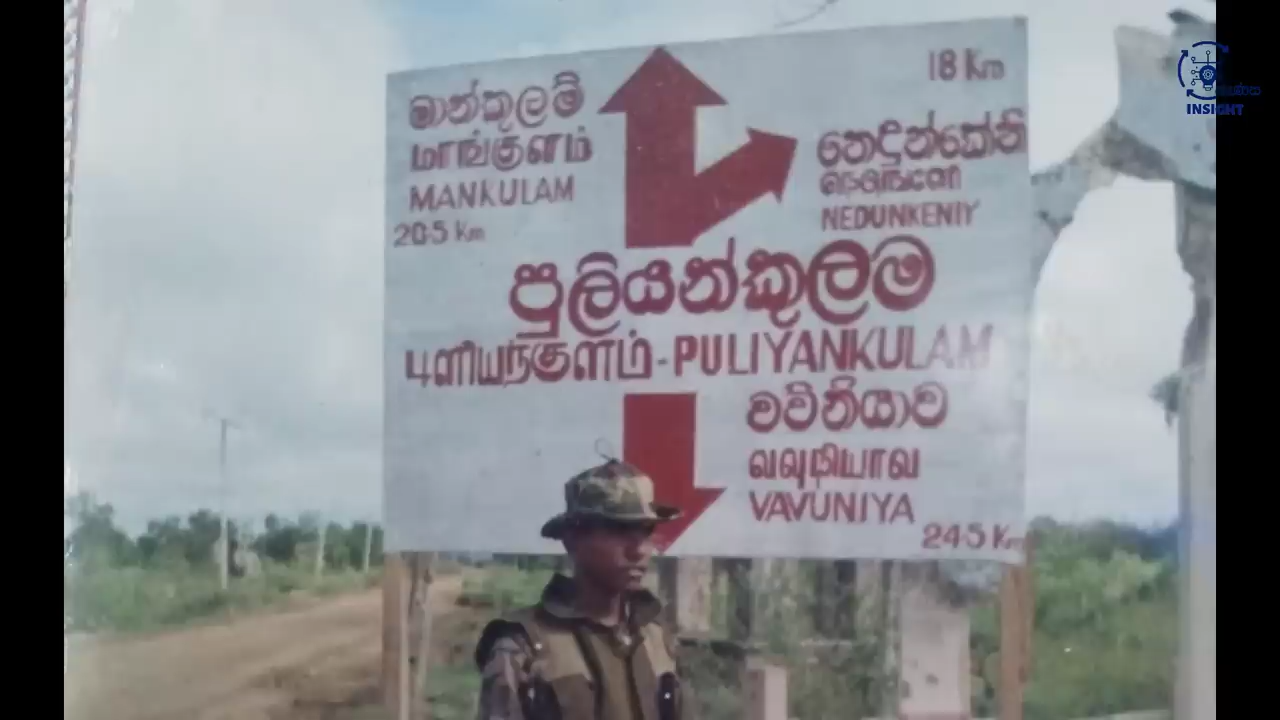 18 Km
මාන්කුලම්
மாங்குளம்
MANKULAM
20.5 Km
නෙදුන්කේනි
NEDUNKENIY
පුලියන්කුලම
புளியங்குளம் - PULIYANKULAM
වව්නියාව
வவுனியாவ
VAVUNIYA
24.5 Km
INSIGHT